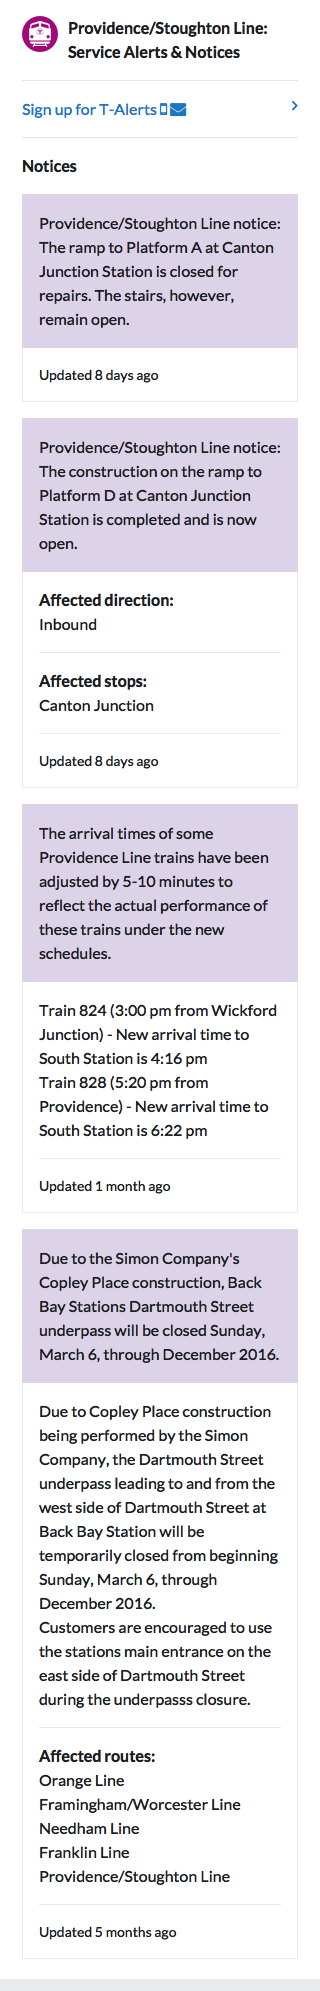 Providence/Stoughton Line:
Service Alerts & Notices
Sign up for T-Alerts
Notices
Providence/Stoughton Line notice:
The ramp to Platform A at Canton
Junction Station is closed for
repairs. The stairs, however,
remain open.
Updated 8 days ago
Providence/Stoughton Line notice:
The construction on the ramp to
Platform D at Canton Junction
Station is completed and is now
open.
Affected direction:
Inbound
Affected stops:
Canton Junction
Updated 8 days ago
The arrival times of some
Providence Line trains have been
adjusted by 5-10 minutes to
reflect the actual performance of
these trains under the new
schedules.
Train 824 (3:00 pm from Wickford
Junction) - New arrival time to
South Station is 4:16 pm
Train 828 (5:20 pm from
Providence) - New arrival time to
South Station is 6:22 pm
Updated 1 month ago
Due to the Simon Company's
Copley Place construction, Back
Bay Stations Dartmouth Street
underpass will be closed Sunday,
March 6, through December 2016.
Due to Copley Place construction
being performed by the Simon
Company, the Dartmouth Street
underpass leading to and from the
west side of Dartmouth Street at
Back Bay Station will be
temporarily closed from beginning
Sunday, March 6, through
December 2016.
Customers are encouraged to use
the stations main entrance on the
east side of Dartmouth Street
during the underpasss closure.
Affected routes:
Orange Line
Framingham/Worcester Line
Needham Line
Franklin Line
Providence/Stoughton Line
Updated 5 months ago